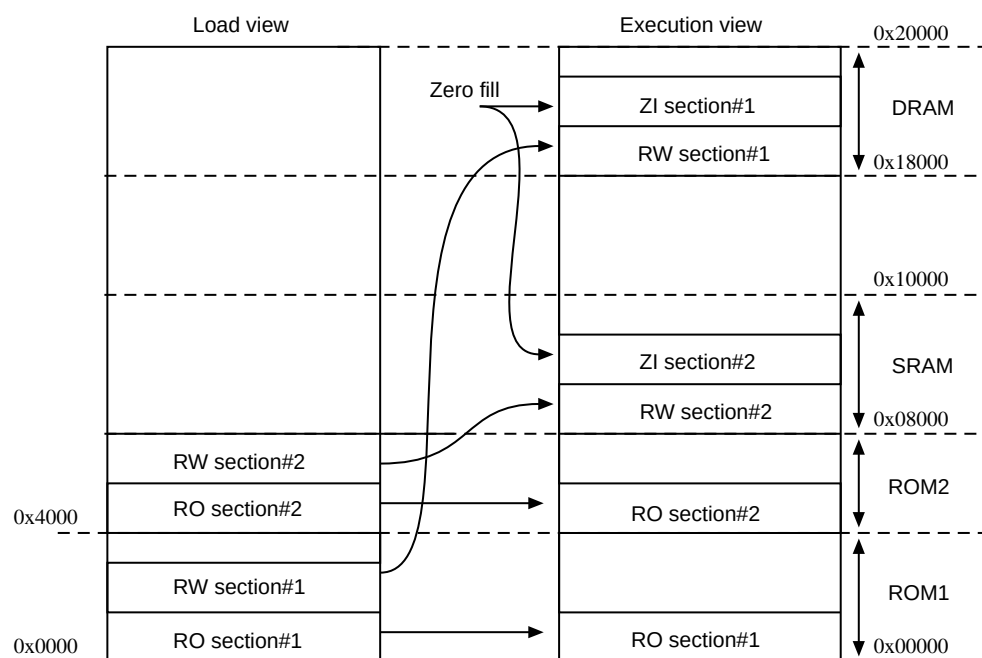 Load view
Execution view
0x20000
Zero fill
ZI section#1
DRAM
RW section#1
0x18000
0x10000
ZI section#2
SRAM
RW section#2
0x08000
RW section#2
ROM2
RO section#2
RO section#2
0x4000
RW section#1
ROM1
0x0000
RO section#1
RO section#1
0x00000